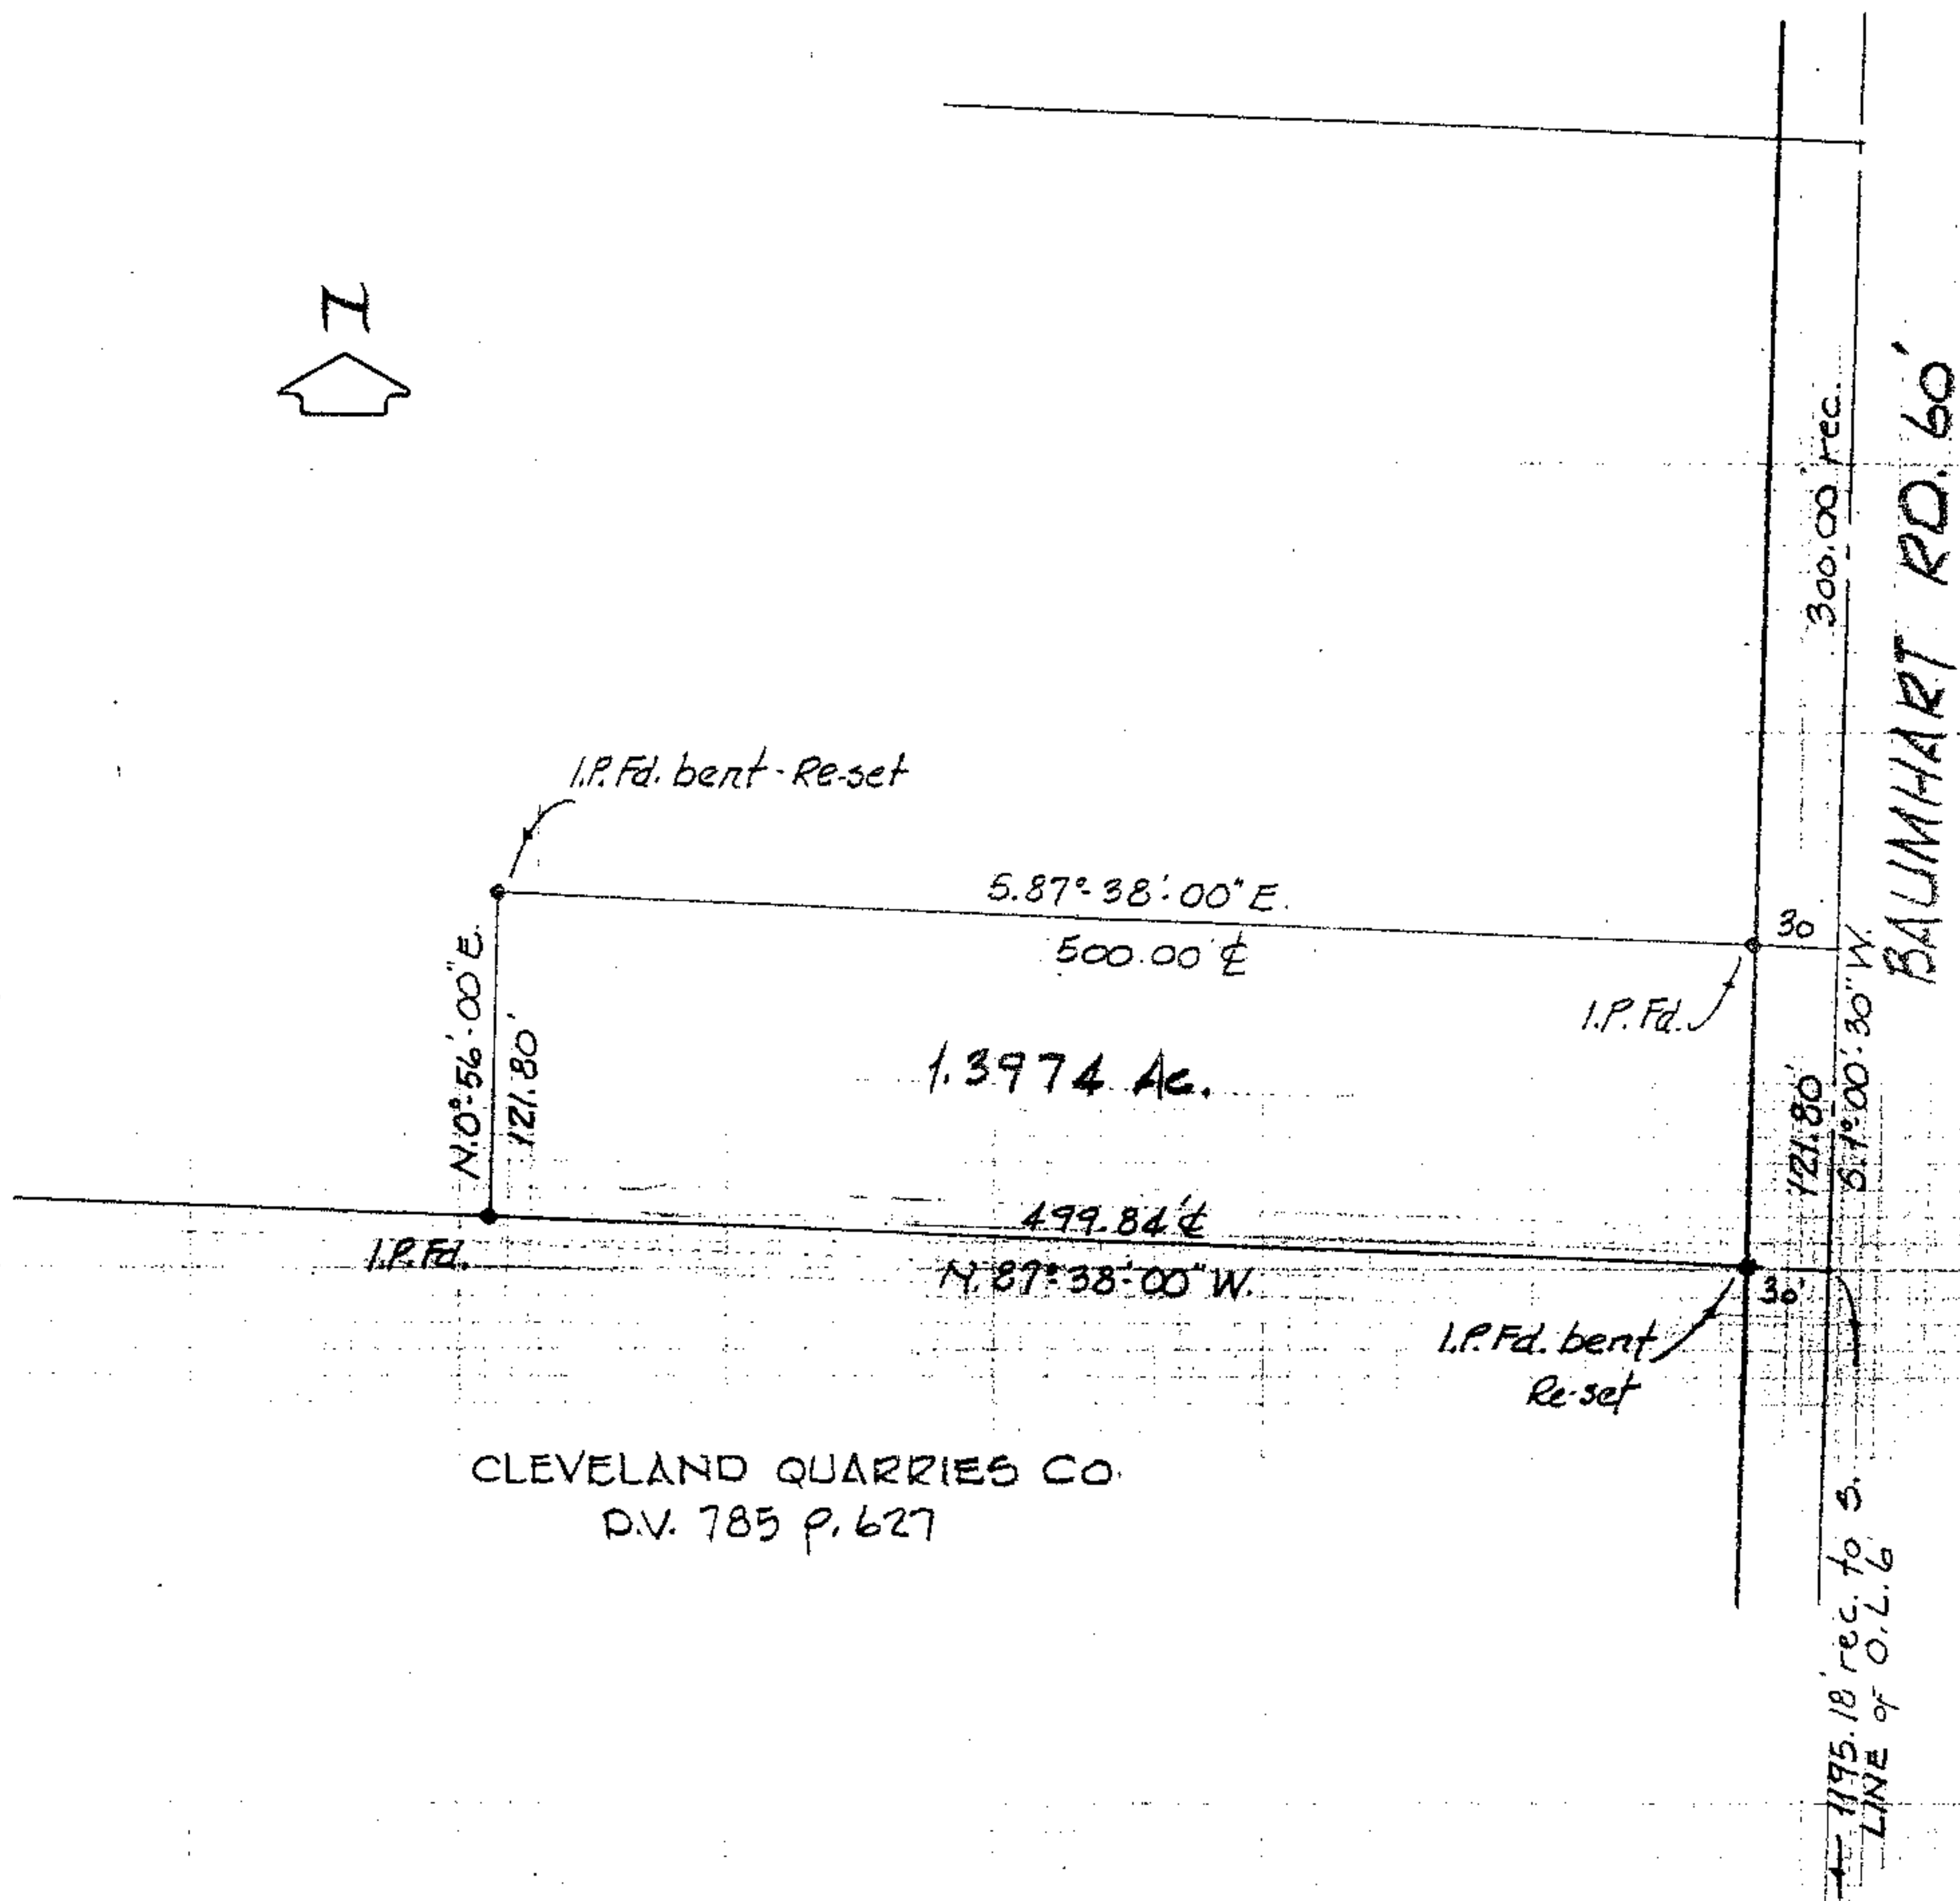 N
300.00' rec.
BAUMHART RD. 60'
I.P. Fd. bent - Re-set
S. 87°-38'-00" E.
500.00' ℄
30
N. 0°-56'-00" E.
121.80'
I.P. Fd.
1.3974 Ac.
121.80'
S. 1°-00'-30" W.
499.84' ℄
N. 87°-38'-00" W.
I.P. Fd.
30'
I.P. Fd. bent
Re-set
CLEVELAND QUARRIES CO.
D.V. 785 P. 627
1195.18' rec. to S.
LINE of O.L. 6